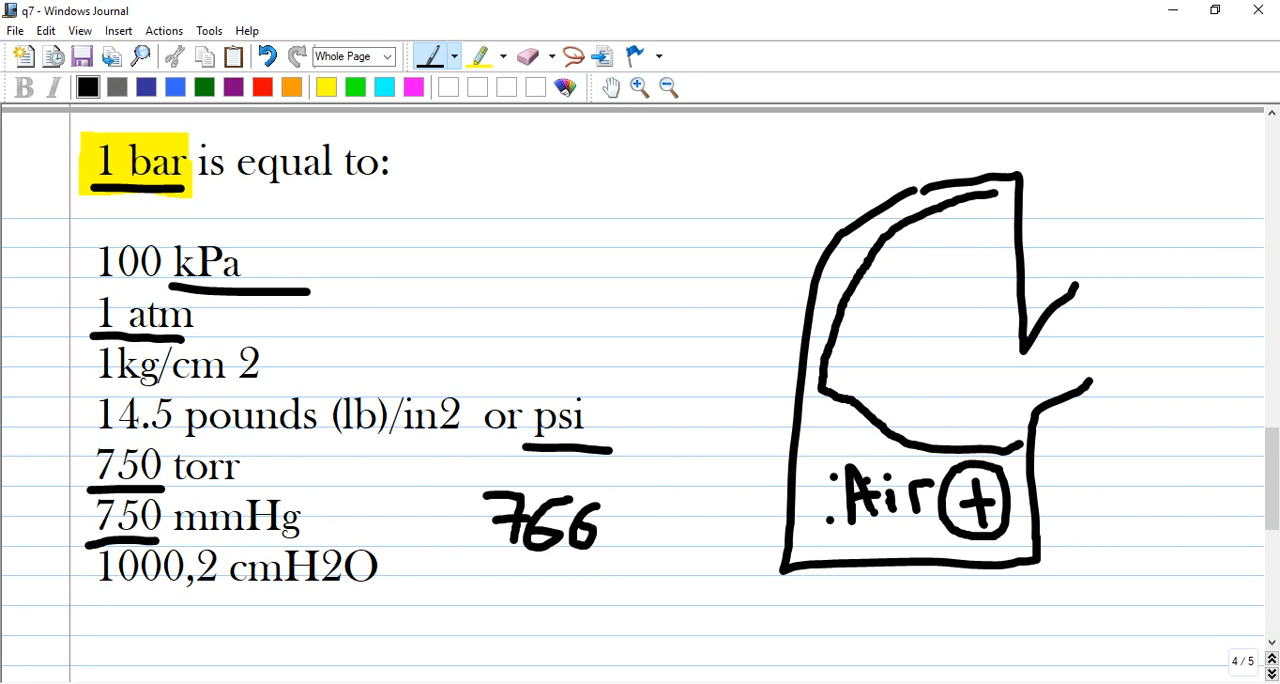 q7 - Windows Journal
File Edit View Insert Actions Tools Help
Whole Page
B I
1 bar is equal to:
100 kPa
1 atm
1kg/cm 2
14.5 pounds (lb)/in2 or psi
750 torr
750 mmHg
766
1000,2 cmH2O
:Air +
4 / 5